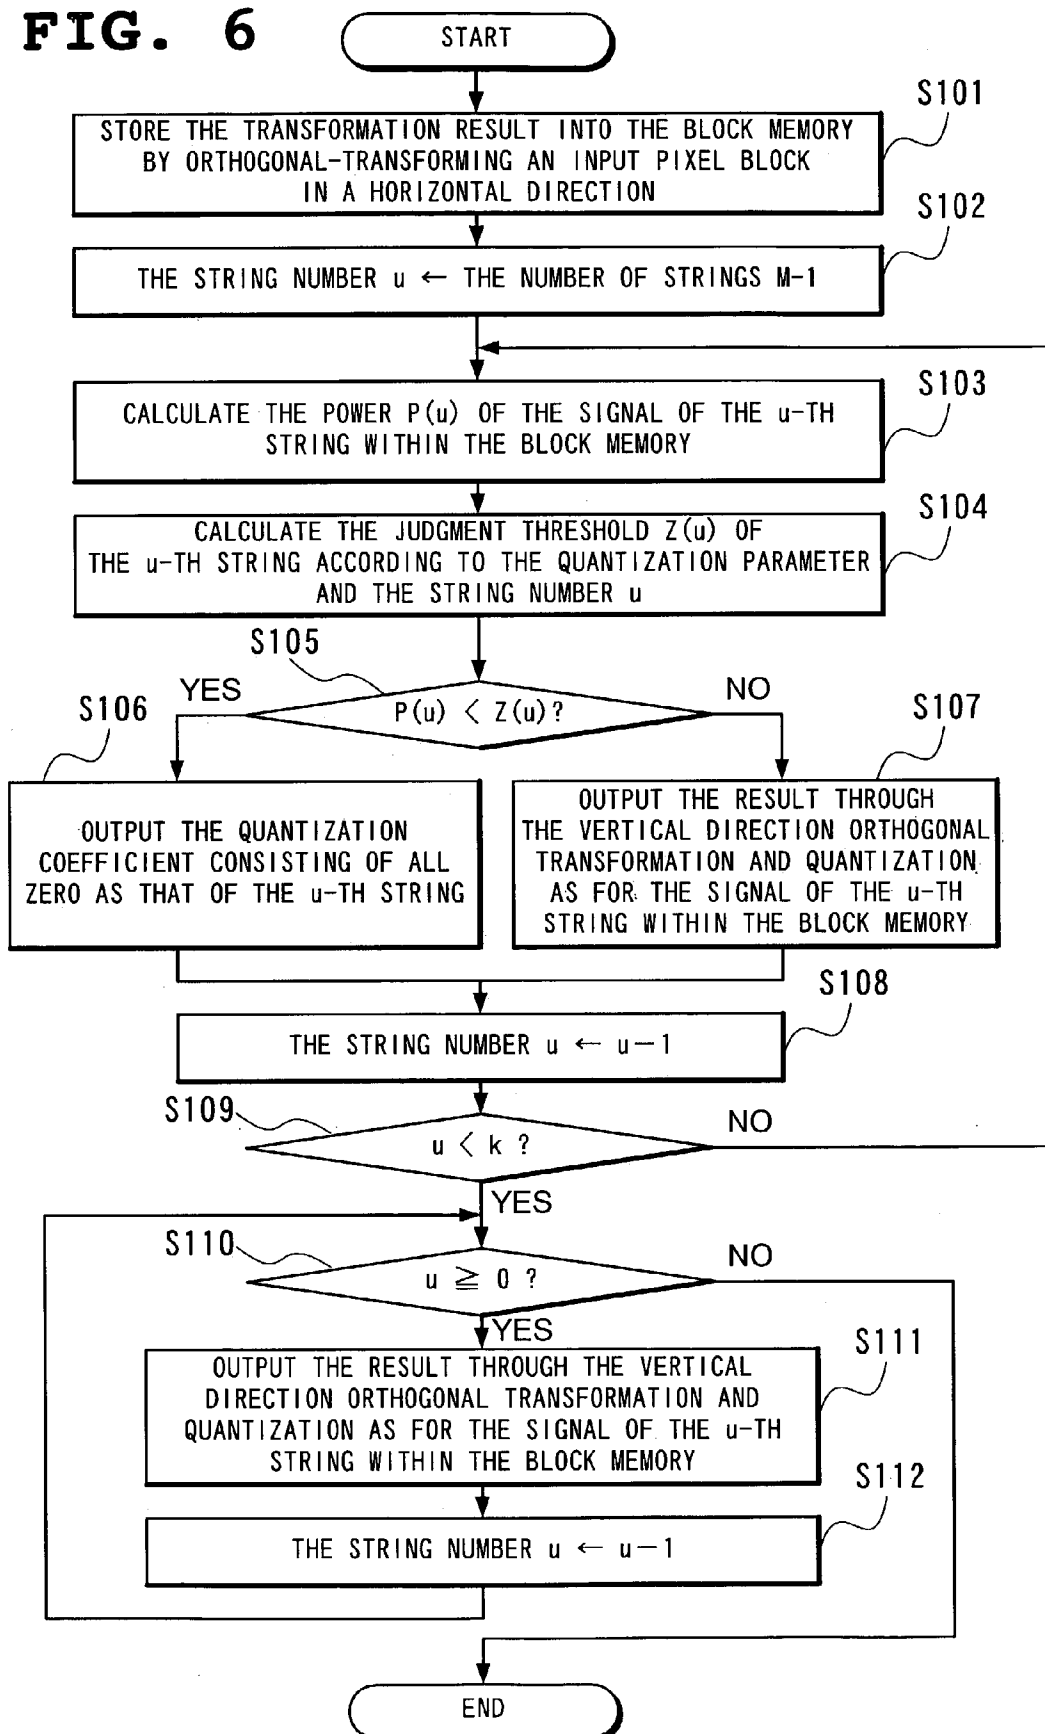 FIG. 6
START
S101
STORE THE TRANSFORMATION RESULT INTO THE BLOCK MEMORY
BY ORTHOGONAL-TRANSFORMING AN INPUT PIXEL BLOCK
IN A HORIZONTAL DIRECTION
S102
THE STRING NUMBER u ← THE NUMBER OF STRINGS M-1
S103
CALCULATE THE POWER P(u) OF THE SIGNAL OF THE u-TH
STRING WITHIN THE BLOCK MEMORY
S104
CALCULATE THE JUDGMENT THRESHOLD Z(u) OF
THE u-TH STRING ACCORDING TO THE QUANTIZATION PARAMETER
AND THE STRING NUMBER u
S105
P(u) < Z(u)?
YES
NO
S106
OUTPUT THE QUANTIZATION
COEFFICIENT CONSISTING OF ALL
ZERO AS THAT OF THE u-TH STRING
S107
OUTPUT THE RESULT THROUGH
THE VERTICAL DIRECTION ORTHOGONAL
TRANSFORMATION AND QUANTIZATION
AS FOR THE SIGNAL OF THE u-TH
STRING WITHIN THE BLOCK MEMORY
S108
THE STRING NUMBER u ← u-1
S109
u < k ?
NO
YES
S110
u ≧ 0 ?
NO
YES
S111
OUTPUT THE RESULT THROUGH THE VERTICAL
DIRECTION ORTHOGONAL TRANSFORMATION AND
QUANTIZATION AS FOR THE SIGNAL OF THE u-TH
STRING WITHIN THE BLOCK MEMORY
S112
THE STRING NUMBER u ← u-1
END